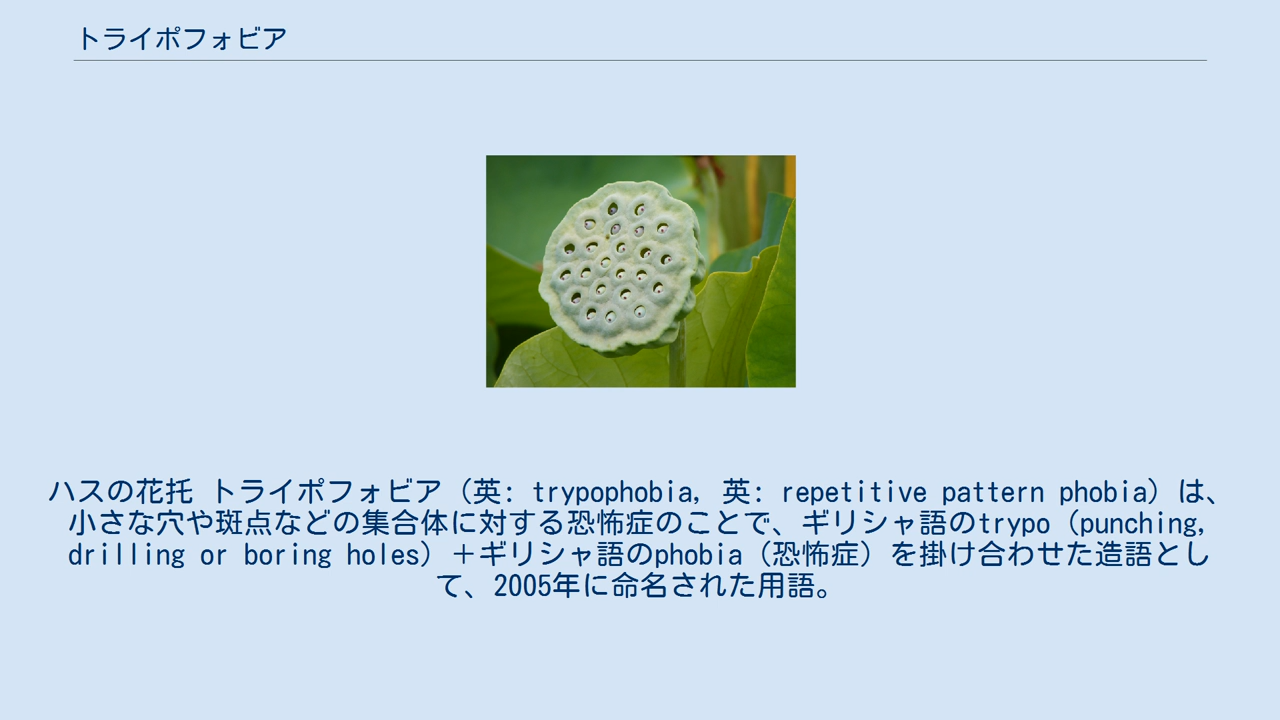 トライポフォビア
ハスの花托 トライポフォビア（英: trypophobia, 英: repetitive pattern phobia）は、
小さな穴や斑点などの集合体に対する恐怖症のことで、ギリシャ語のtrypo（punching,
drilling or boring holes）＋ギリシャ語のphobia（恐怖症）を掛け合わせた造語とし
て、2005年に命名された用語。